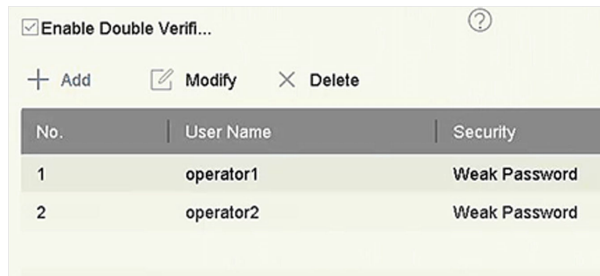 Enable Double Verifi...
Add Modify Delete
No. User Name Security
1 operator1 Weak Password
2 operator2 Weak Password